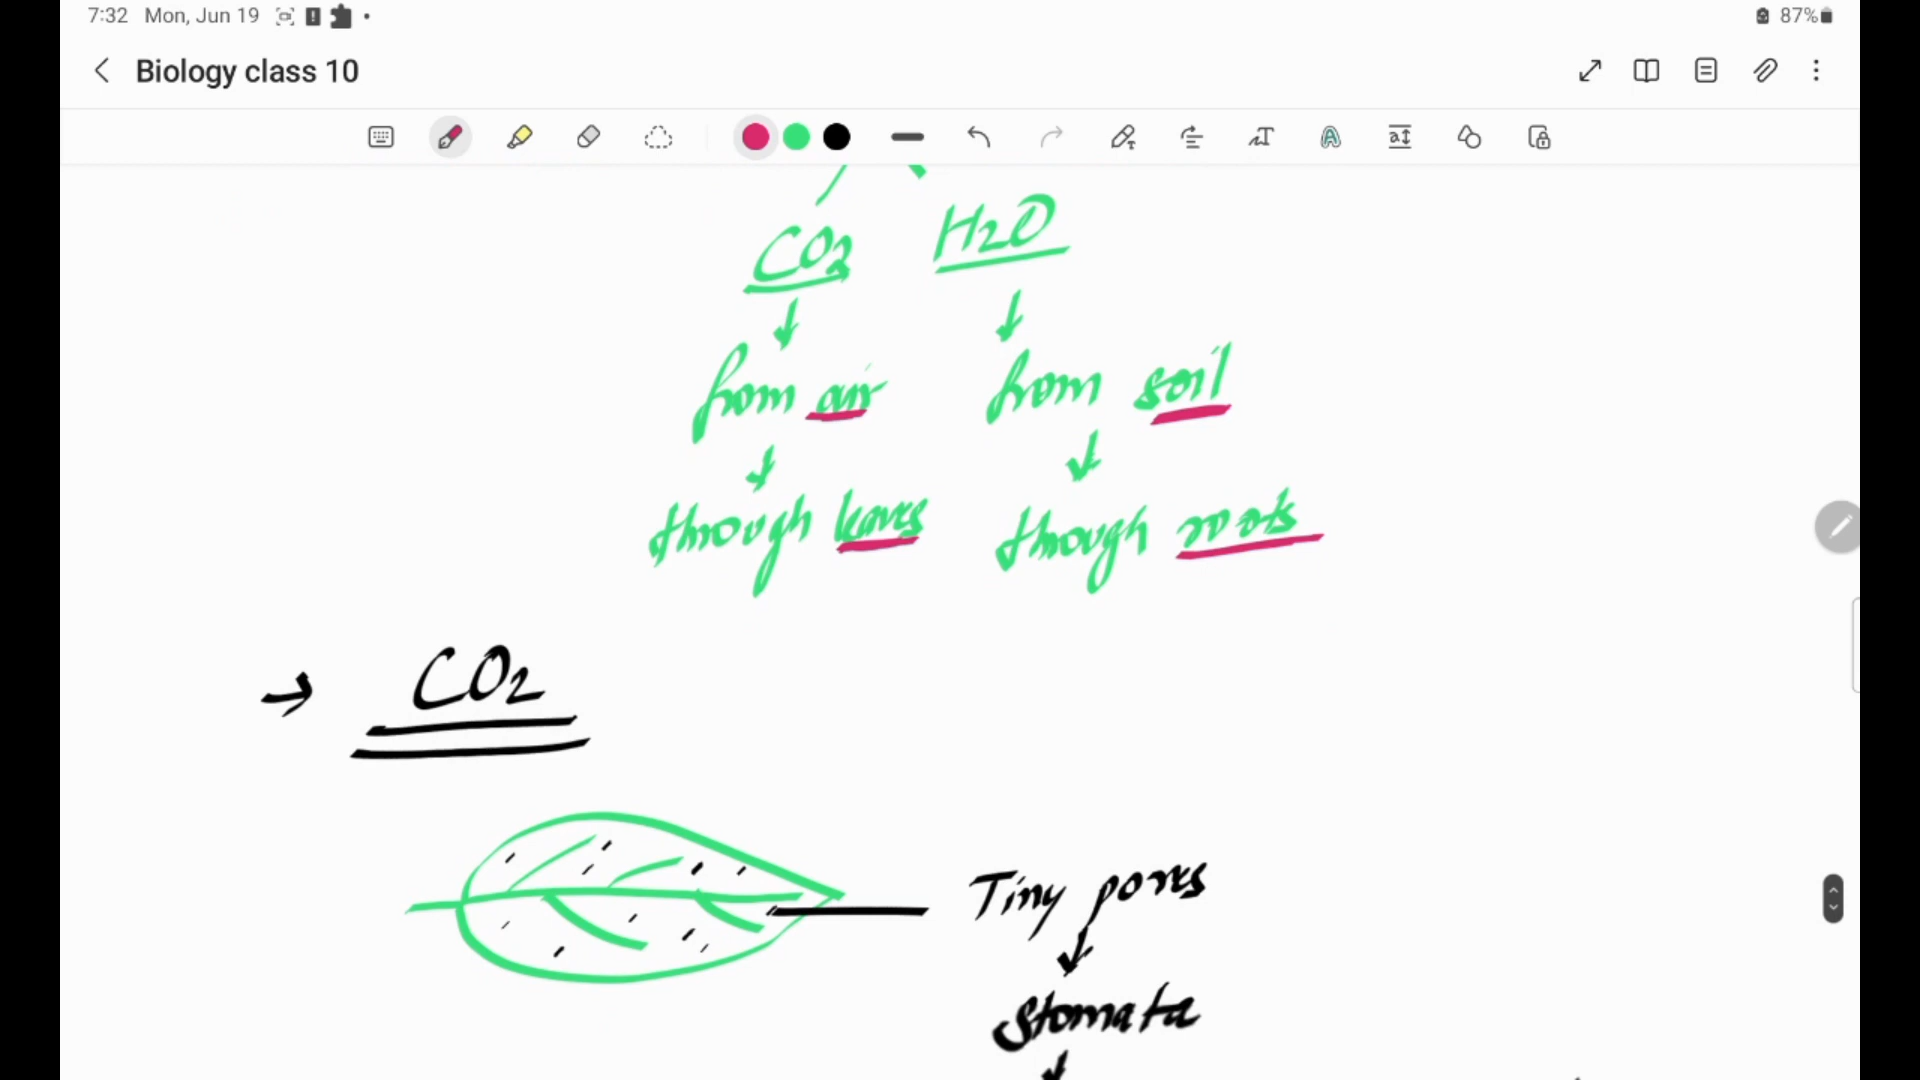 7:32 Mon, Jun 19
87%
Biology class 10
CO2 H2O
from air from soil
through leaves through roots
CO2
Tiny pores
Stomata